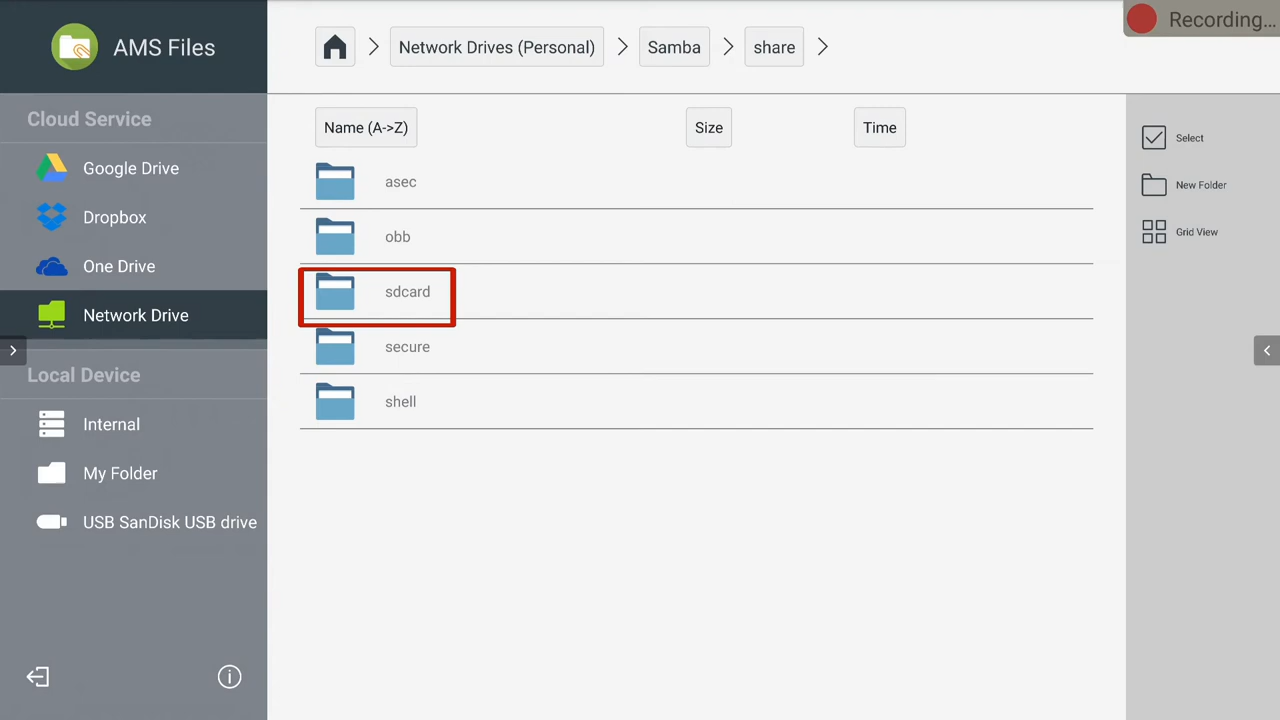 AMS Files
Network Drives (Personal)
Samba
share
Recording...
Cloud Service
Google Drive
Dropbox
One Drive
Network Drive
Local Device
Internal
My Folder
USB SanDisk USB drive
Name (A->Z)
Size
Time
asec
obb
sdcard
secure
shell
Select
New Folder
Grid View